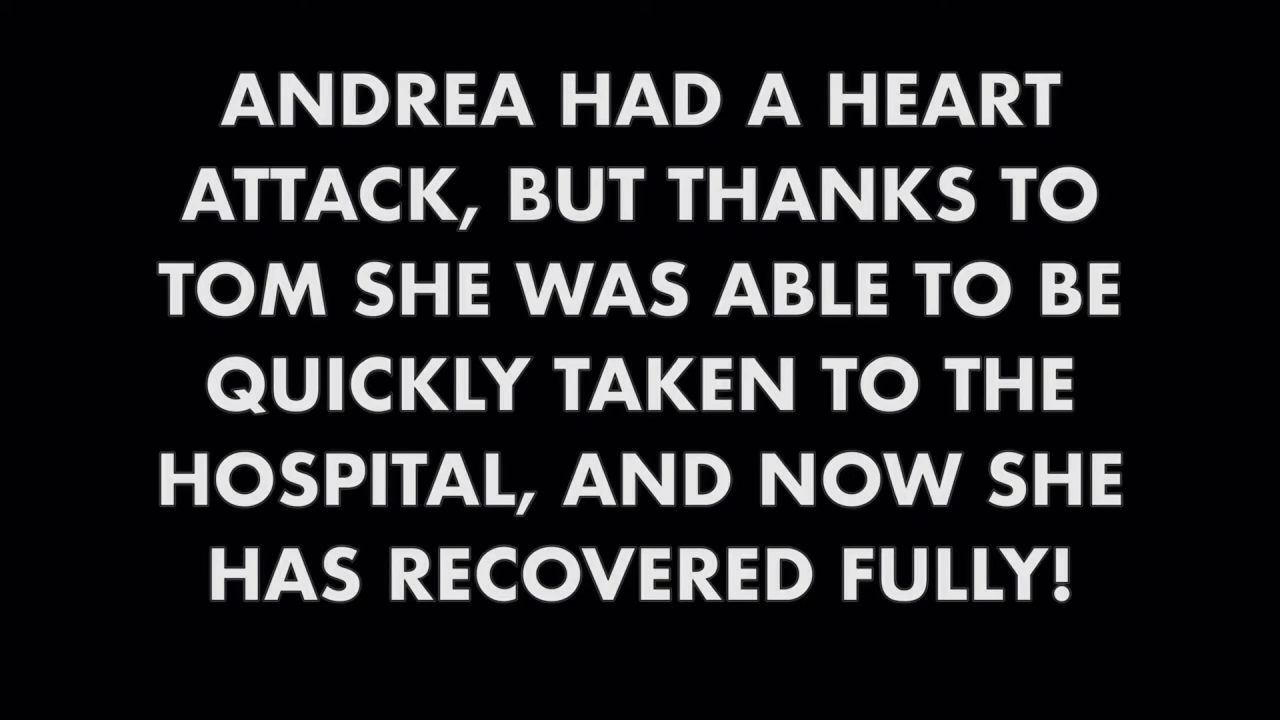 ANDREA HAD A HEART
ATTACK, BUT THANKS TO
TOM SHE WAS ABLE TO BE
QUICKLY TAKEN TO THE
HOSPITAL, AND NOW SHE
HAS RECOVERED FULLY!